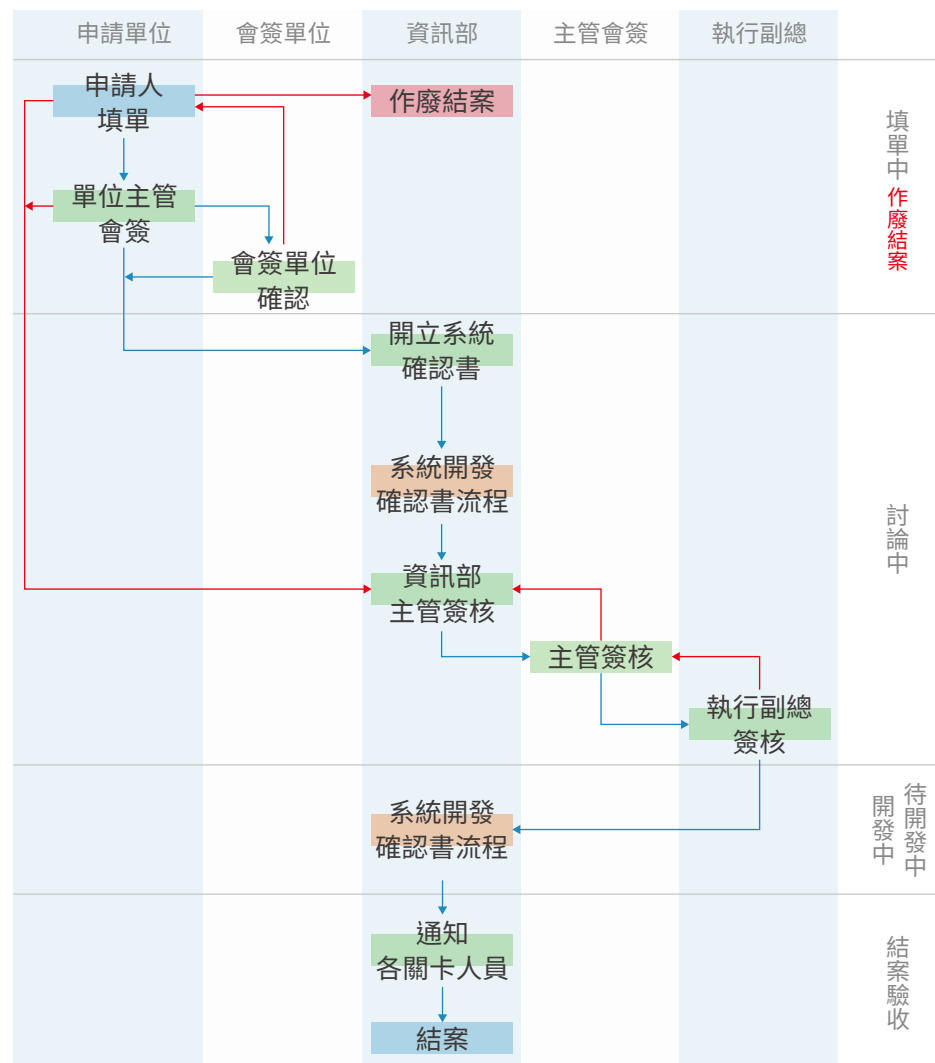 申請單位
會簽單位
資訊部
主管會簽
執行副總
申請人
填單
作廢結案
填單中
作廢結案
單位主管
會簽
會簽單位
確認
開立系統
確認書
系統開發
確認書流程
討論中
資訊部
主管簽核
主管簽核
執行副總
簽核
待開發中
開發中
系統開發
確認書流程
通知
各關卡人員
結案驗收
結案